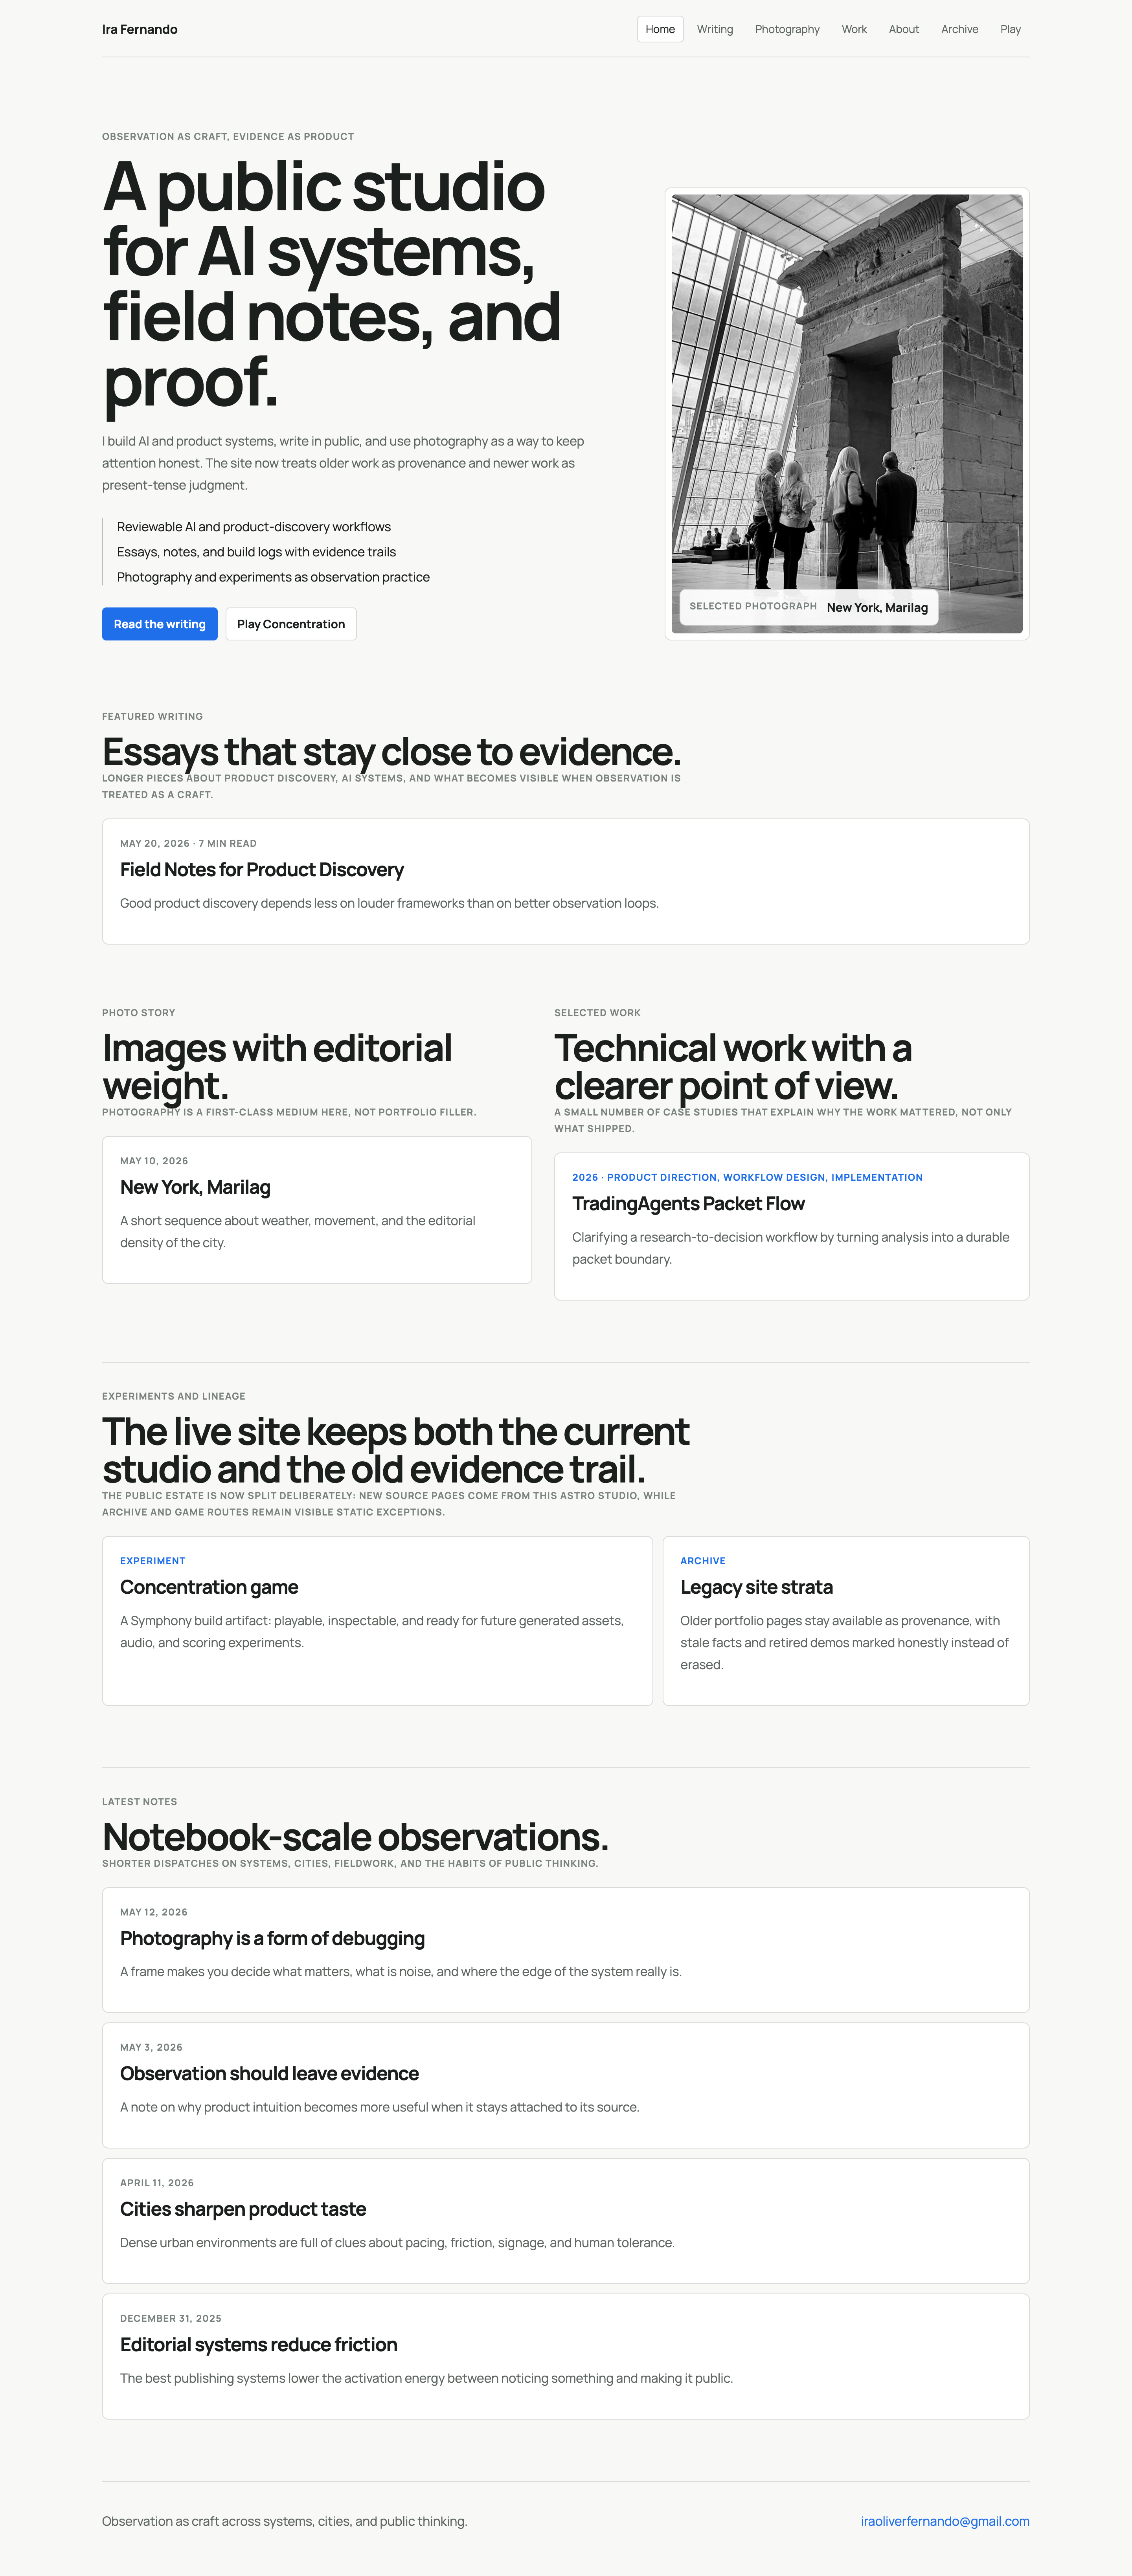 Ira Fernando
Home Writing Photography Work About Archive Play
OBSERVATION AS CRAFT, EVIDENCE AS PRODUCT
A public studio
for AI systems,
field notes, and
proof.
I build AI and product systems, write in public, and use photography as a way to keep
attention honest. The site now treats older work as provenance and newer work as
present-tense judgment.
Reviewable AI and product-discovery workflows
Essays, notes, and build logs with evidence trails
Photography and experiments as observation practice
Read the writing
Play Concentration
SELECTED PHOTOGRAPH New York, Marilag
FEATURED WRITING
Essays that stay close to evidence.
LONGER PIECES ABOUT PRODUCT DISCOVERY, AI SYSTEMS, AND WHAT BECOMES VISIBLE WHEN OBSERVATION IS
TREATED AS A CRAFT.
MAY 20, 2026 · 7 MIN READ
Field Notes for Product Discovery
Good product discovery depends less on louder frameworks than on better observation loops.
PHOTO STORY
Images with editorial
weight.
PHOTOGRAPHY IS A FIRST-CLASS MEDIUM HERE, NOT PORTFOLIO FILLER.
MAY 10, 2026
New York, Marilag
A short sequence about weather, movement, and the editorial
density of the city.
SELECTED WORK
Technical work with a
clearer point of view.
A SMALL NUMBER OF CASE STUDIES THAT EXPLAIN WHY THE WORK MATTERED, NOT ONLY
WHAT SHIPPED.
2026 · PRODUCT DIRECTION, WORKFLOW DESIGN, IMPLEMENTATION
TradingAgents Packet Flow
Clarifying a research-to-decision workflow by turning analysis into a durable
packet boundary.
EXPERIMENTS AND LINEAGE
The live site keeps both the current
studio and the old evidence trail.
THE PUBLIC ESTATE IS NOW SPLIT DELIBERATELY: NEW SOURCE PAGES COME FROM THIS ASTRO STUDIO, WHILE
ARCHIVE AND GAME ROUTES REMAIN VISIBLE STATIC EXCEPTIONS.
EXPERIMENT
Concentration game
A Symphony build artifact: playable, inspectable, and ready for future generated assets,
audio, and scoring experiments.
ARCHIVE
Legacy site strata
Older portfolio pages stay available as provenance, with
stale facts and retired demos marked honestly instead of
erased.
LATEST NOTES
Notebook-scale observations.
SHORTER DISPATCHES ON SYSTEMS, CITIES, FIELDWORK, AND THE HABITS OF PUBLIC THINKING.
MAY 12, 2026
Photography is a form of debugging
A frame makes you decide what matters, what is noise, and where the edge of the system really is.
MAY 3, 2026
Observation should leave evidence
A note on why product intuition becomes more useful when it stays attached to its source.
APRIL 11, 2026
Cities sharpen product taste
Dense urban environments are full of clues about pacing, friction, signage, and human tolerance.
DECEMBER 31, 2025
Editorial systems reduce friction
The best publishing systems lower the activation energy between noticing something and making it public.
Observation as craft across systems, cities, and public thinking.
iraoliverfernando@gmail.com